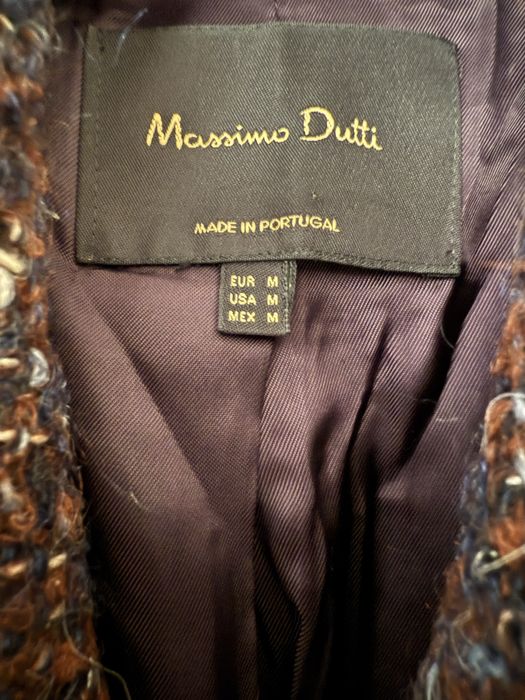 Massimo Dutti
MADE IN PORTUGAL
EUR M
USA M
MEX M